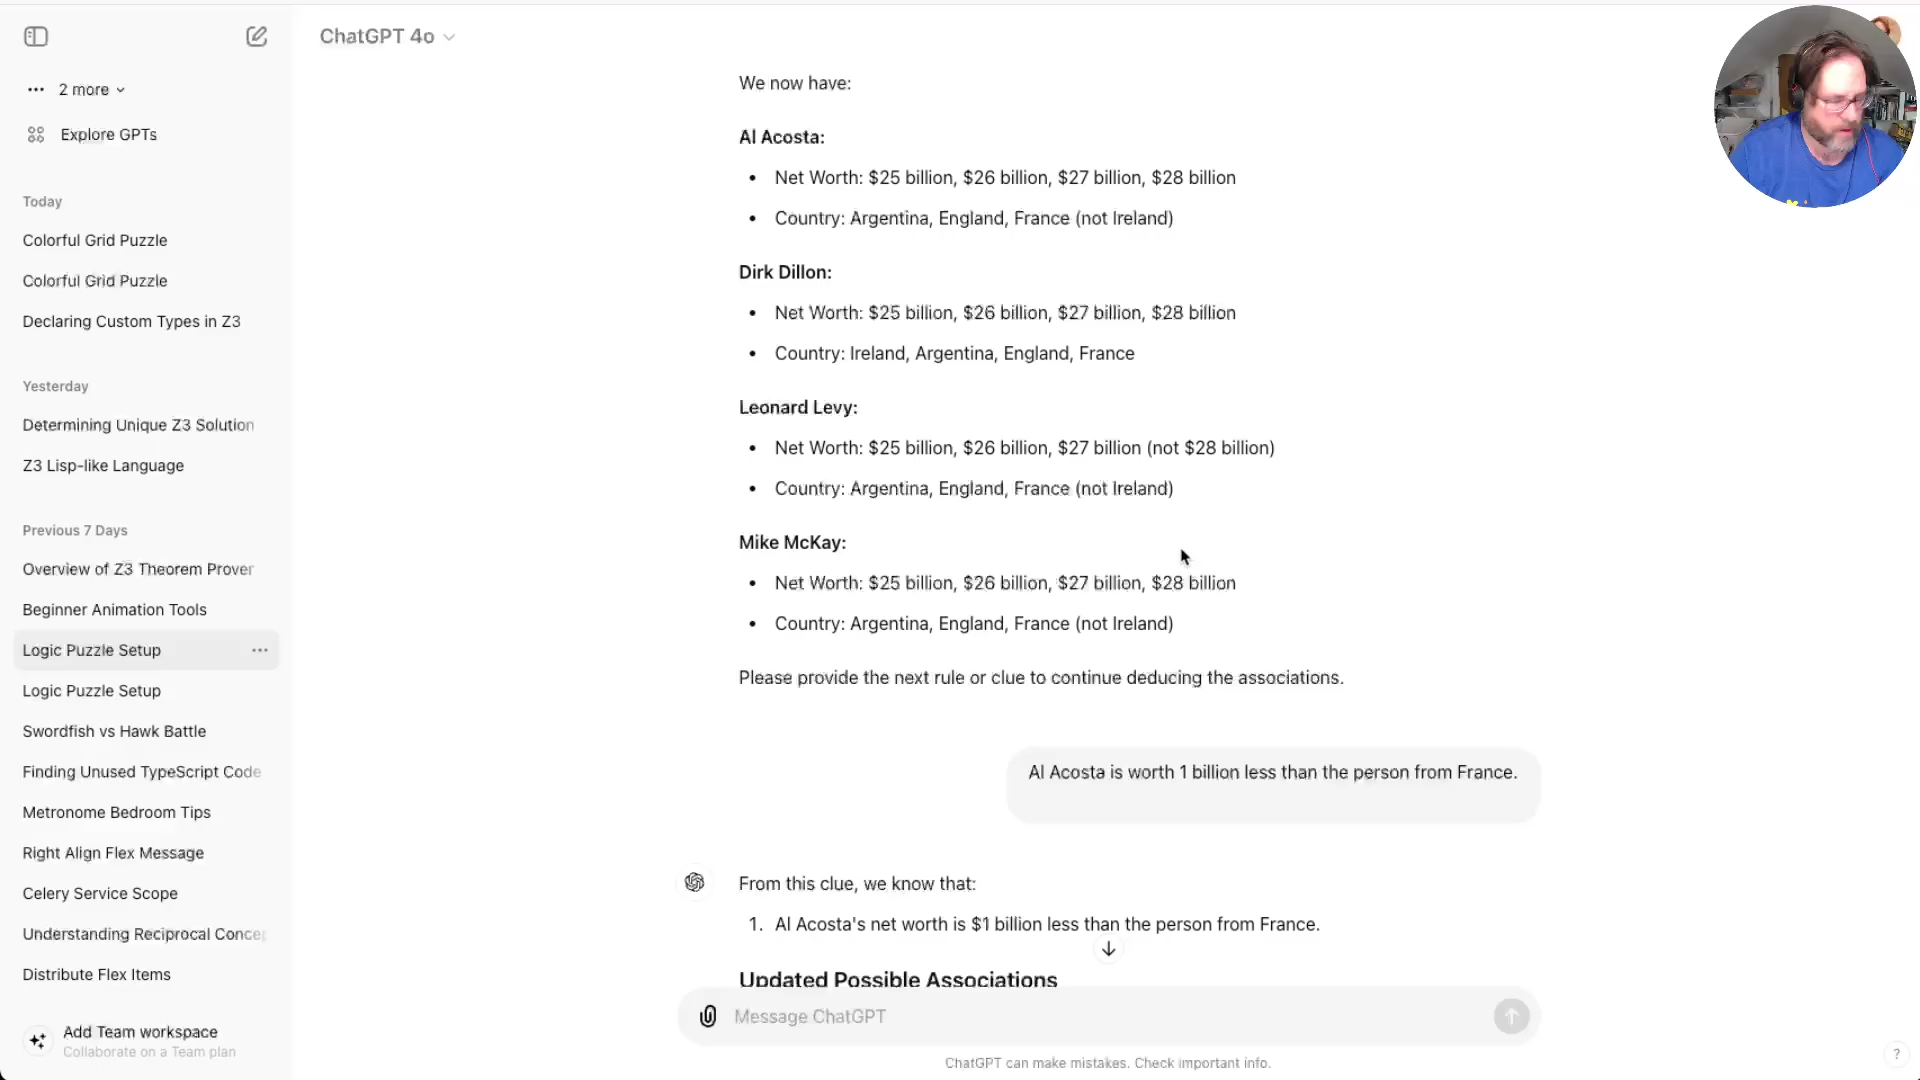 ChatGPT 4o
2 more
Explore GPTs
Today
Colorful Grid Puzzle
Colorful Grid Puzzle
Declaring Custom Types in Z3
Yesterday
Determining Unique Z3 Solution
Z3 Lisp-like Language
Previous 7 Days
Overview of Z3 Theorem Prover
Beginner Animation Tools
Logic Puzzle Setup
Logic Puzzle Setup
Swordfish vs Hawk Battle
Finding Unused TypeScript Code
Metronome Bedroom Tips
Right Align Flex Message
Celery Service Scope
Understanding Reciprocal Concep
Distribute Flex Items
Add Team workspace
Collaborate on a Team plan
We now have:
Al Acosta:
• Net Worth: $25 billion, $26 billion, $27 billion, $28 billion
• Country: Argentina, England, France (not Ireland)
Dirk Dillon:
• Net Worth: $25 billion, $26 billion, $27 billion, $28 billion
• Country: Ireland, Argentina, England, France
Leonard Levy:
• Net Worth: $25 billion, $26 billion, $27 billion (not $28 billion)
• Country: Argentina, England, France (not Ireland)
Mike McKay:
• Net Worth: $25 billion, $26 billion, $27 billion, $28 billion
• Country: Argentina, England, France (not Ireland)
Please provide the next rule or clue to continue deducing the associations.
Al Acosta is worth 1 billion less than the person from France.
From this clue, we know that:
1. Al Acosta's net worth is $1 billion less than the person from France.
Updated Possible Associations
Message ChatGPT
ChatGPT can make mistakes. Check important info.
?